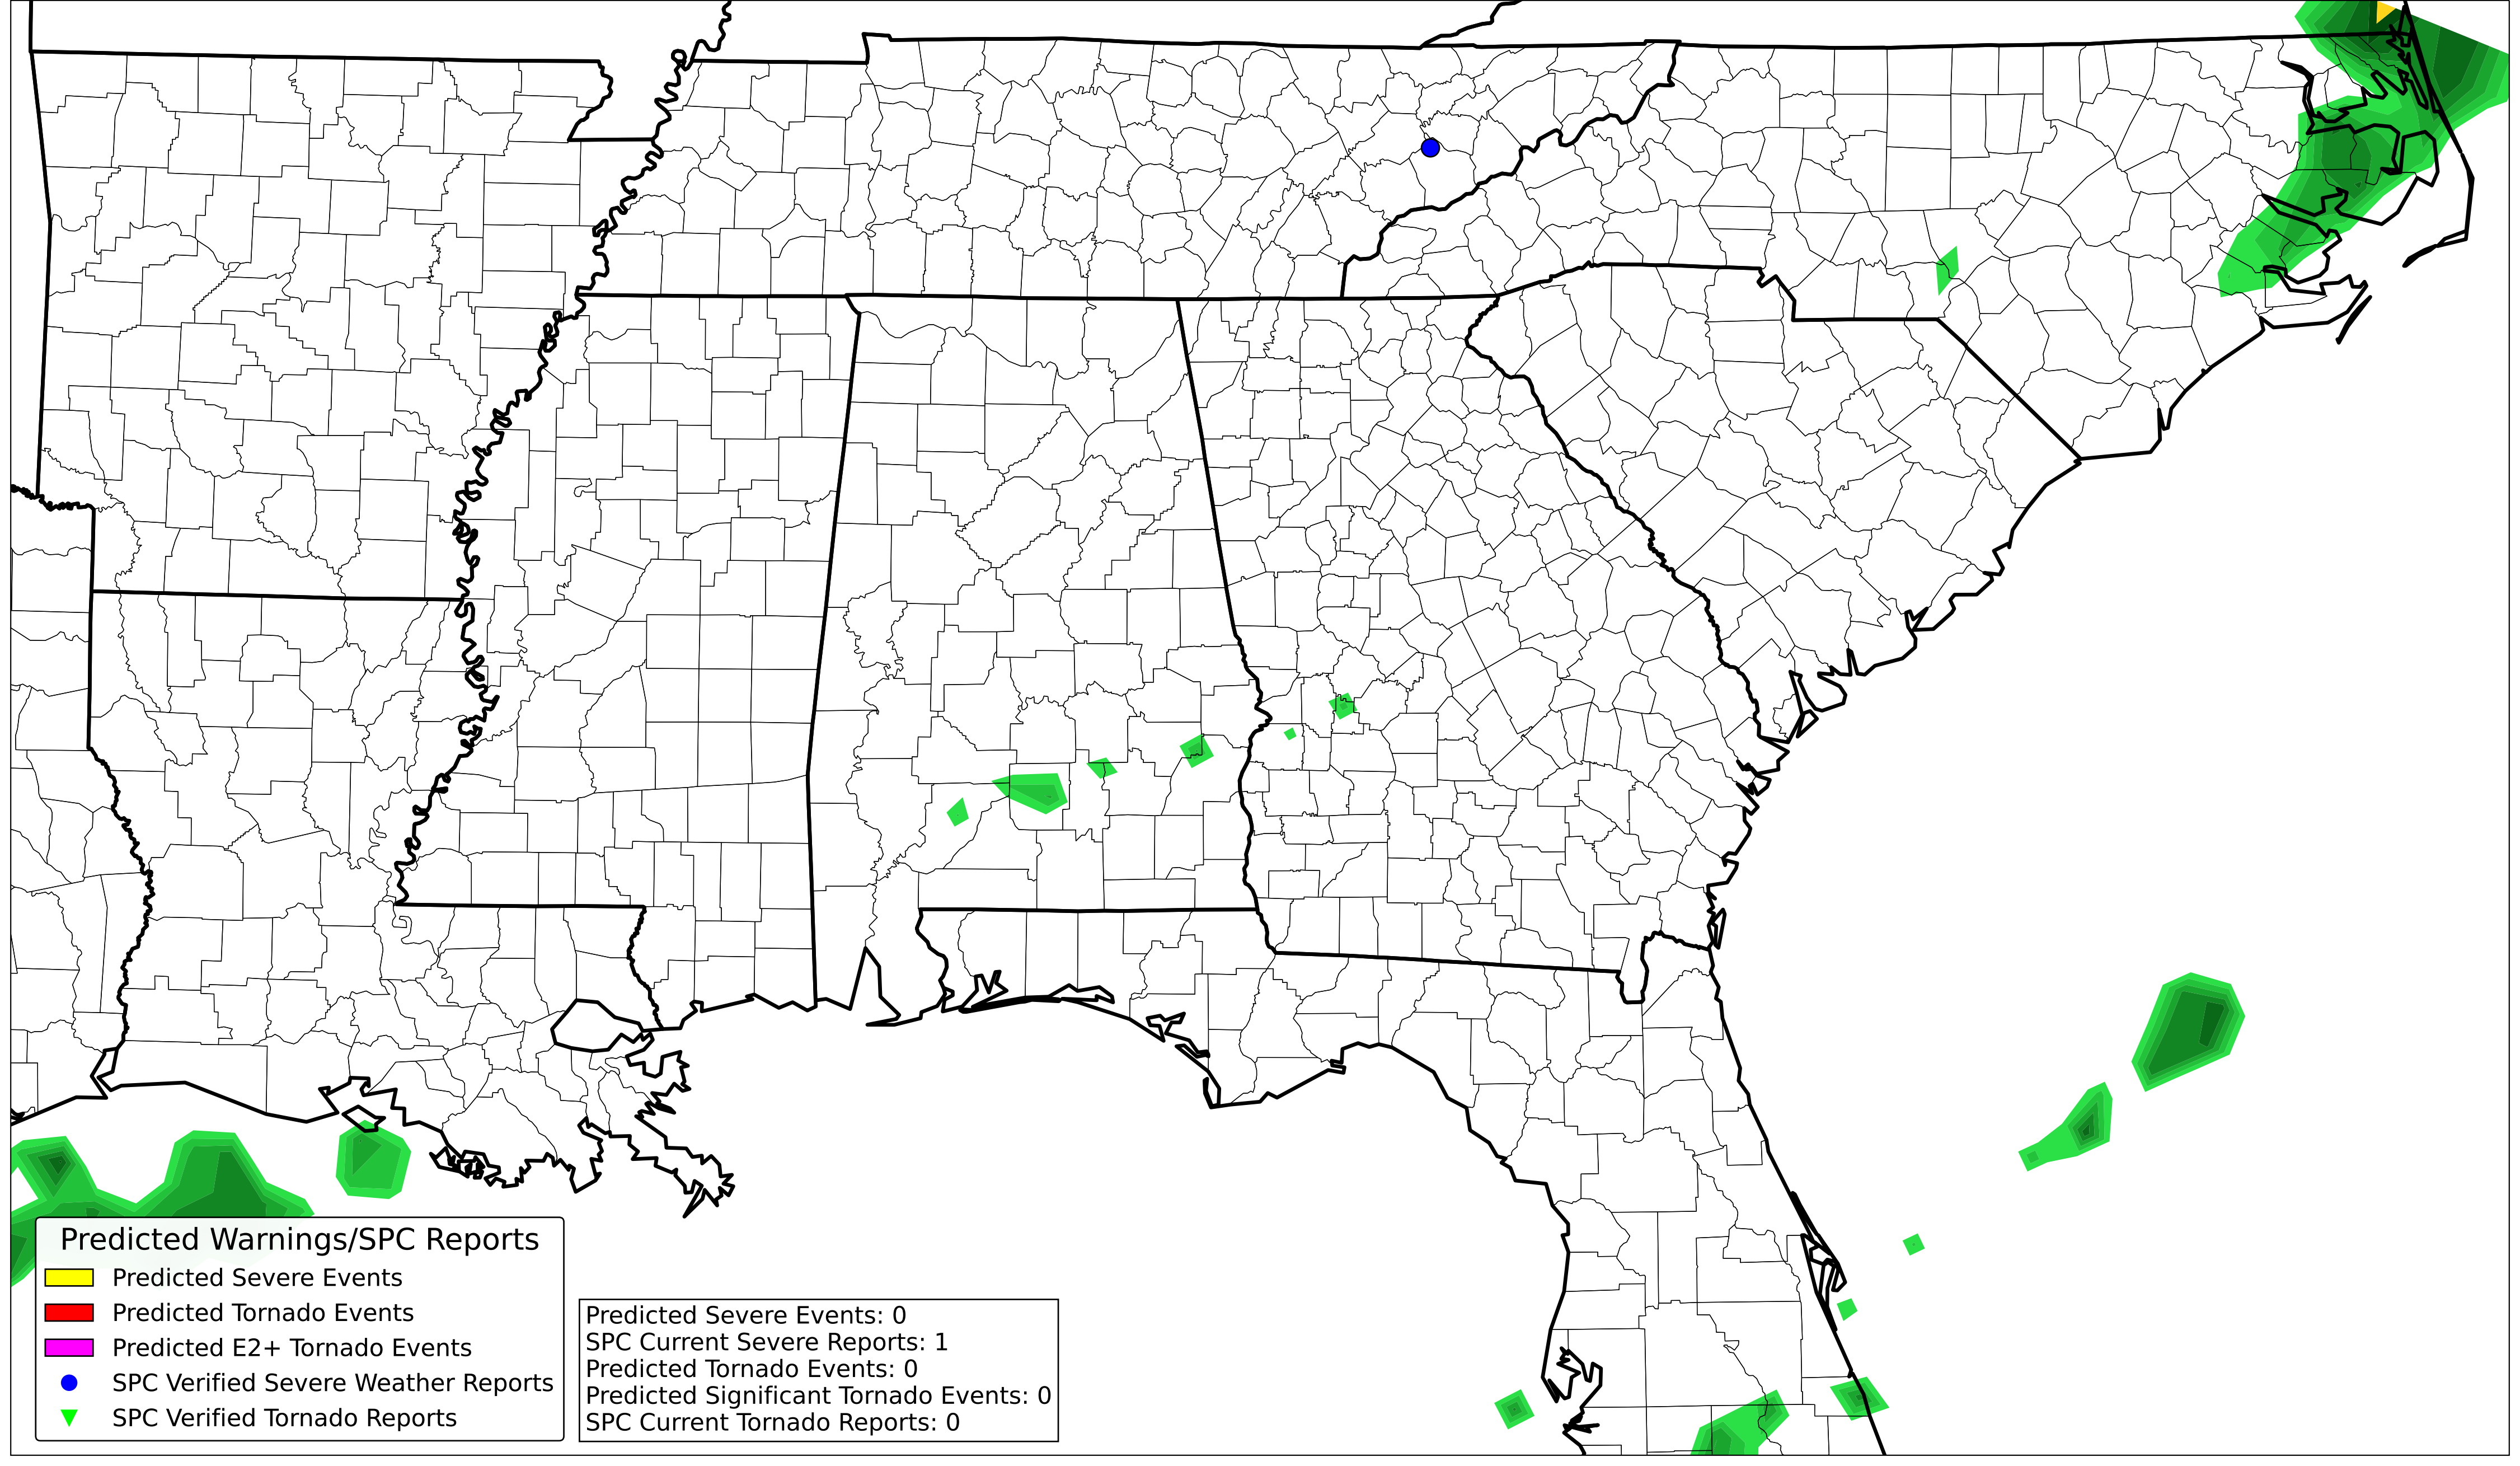 Predicted Warnings/SPC Reports
Predicted Severe Events
Predicted Tornado Events
Predicted E2+ Tornado Events
SPC Verified Severe Weather Reports
SPC Verified Tornado Reports
Predicted Severe Events: 0
SPC Current Severe Reports: 1
Predicted Tornado Events: 0
Predicted Significant Tornado Events: 0
SPC Current Tornado Reports: 0